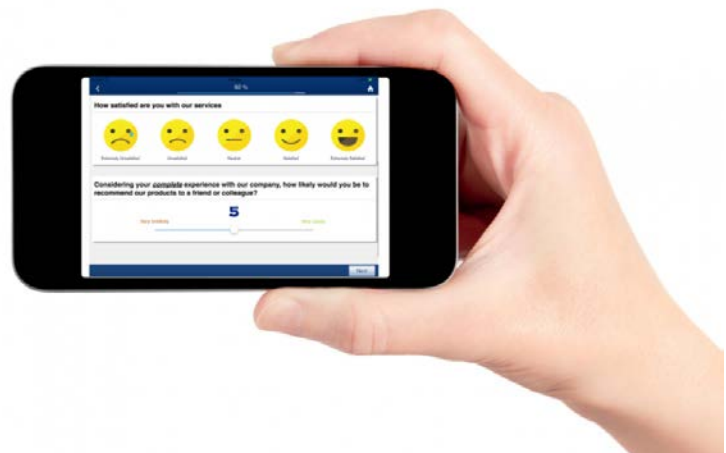 50 %
How satisfied are you with our services
Extremely Unsatisfied Unsatisfied Neutral Satisfied Extremely Satisfied
Considering your complete experience with our company, how likely would you be to
recommend our products to a friend or colleague?
5
Very Unlikely Very Likely
Next